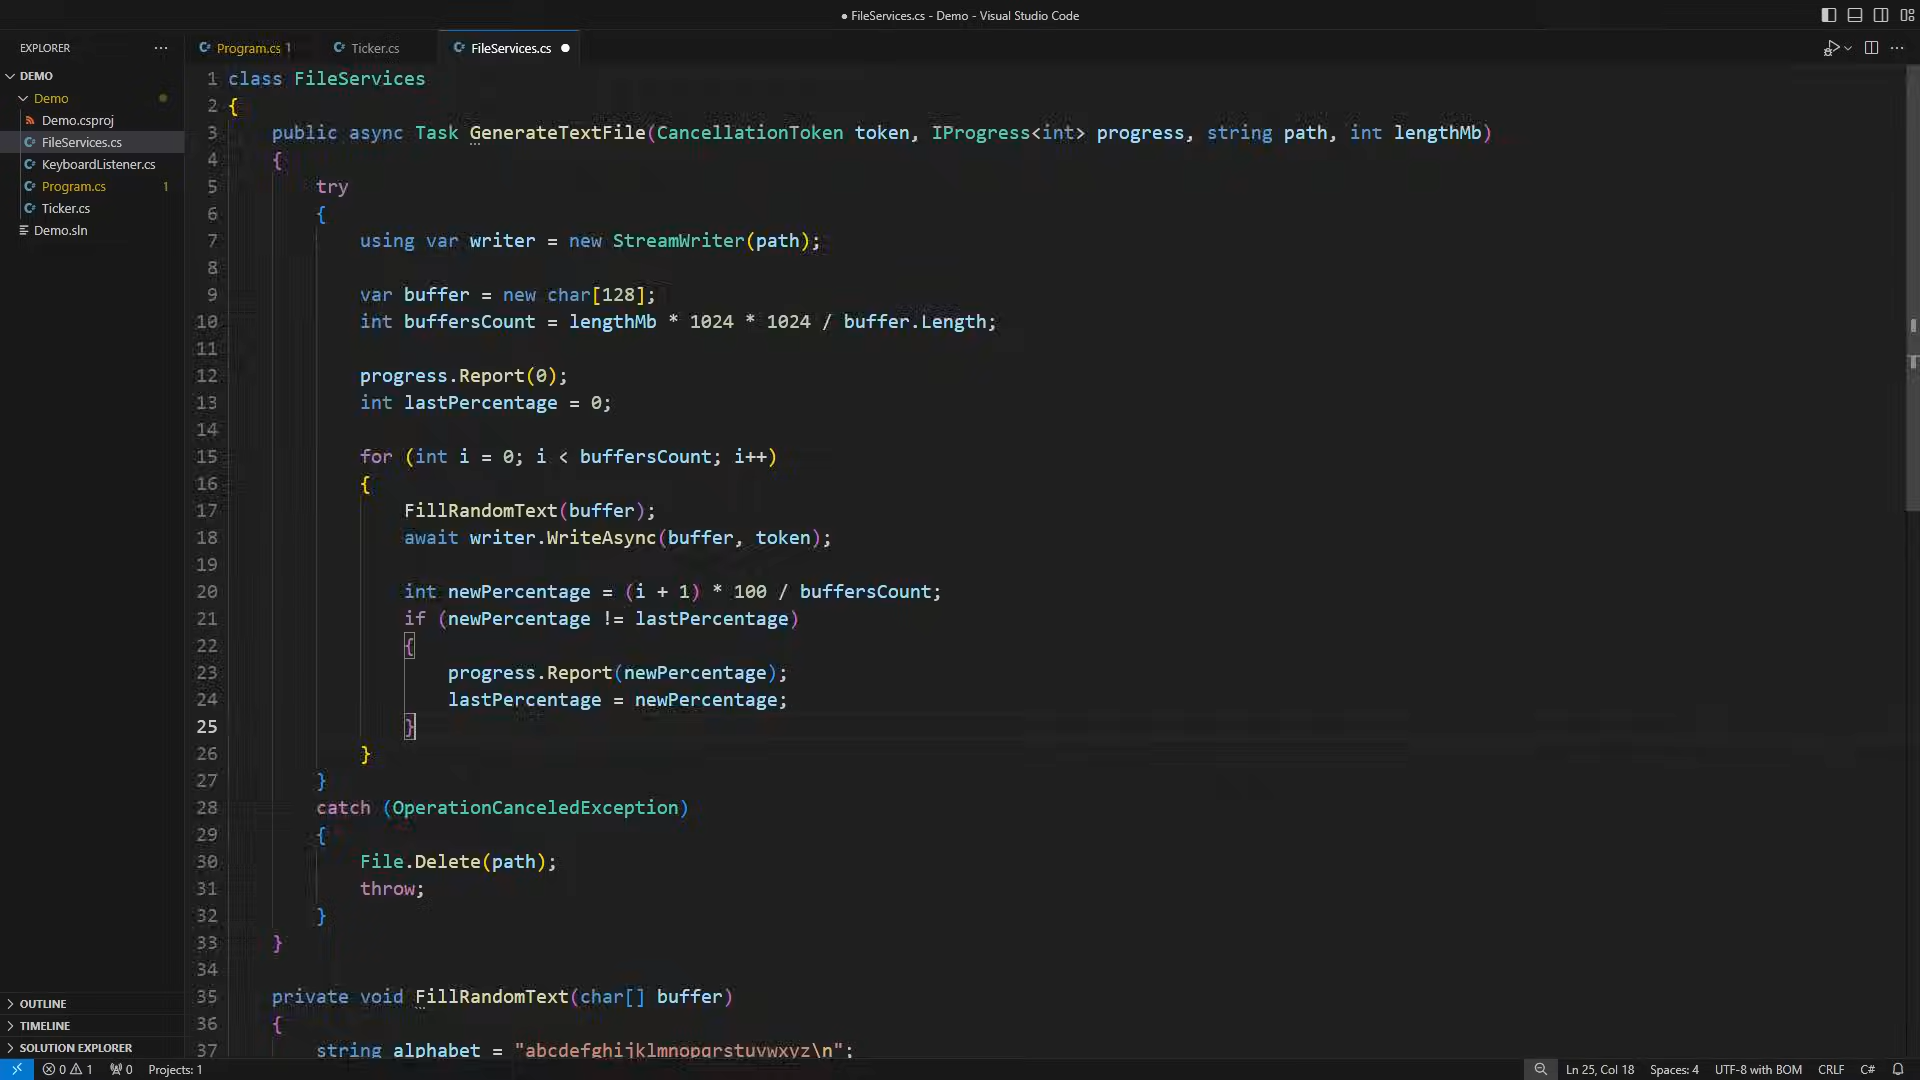 ● FileServices.cs - Demo - Visual Studio Code
EXPLORER
Program.cs 1
Ticker.cs
FileServices.cs
DEMO
Demo
Demo.csproj
FileServices.cs
KeyboardListener.cs
Program.cs 1
Ticker.cs
Demo.sln
1 class FileServices
2 {
3 public async Task GenerateTextFile(CancellationToken token, IProgress<int> progress, string path, int lengthMb)
4 {
5 try
6 {
7 using var writer = new StreamWriter(path);
8
9 var buffer = new char[128];
10 int buffersCount = lengthMb * 1024 * 1024 / buffer.Length;
11
12 progress.Report(0);
13 int lastPercentage = 0;
14
15 for (int i = 0; i < buffersCount; i++)
16 {
17 FillRandomText(buffer);
18 await writer.WriteAsync(buffer, token);
19
20 int newPercentage = (i + 1) * 100 / buffersCount;
21 if (newPercentage != lastPercentage)
22 {
23 progress.Report(newPercentage);
24 lastPercentage = newPercentage;
25 }
26 }
27 }
28 catch (OperationCanceledException)
29 {
30 File.Delete(path);
31 throw;
32 }
33 }
34
35 private void FillRandomText(char[] buffer)
36 {
37 string alphabet = "abcdefghijklmnopqrstuvwxyz\n";
OUTLINE
TIMELINE
SOLUTION EXPLORER
0 1 0 Projects: 1
Ln 25, Col 18 Spaces: 4 UTF-8 with BOM CRLF C#